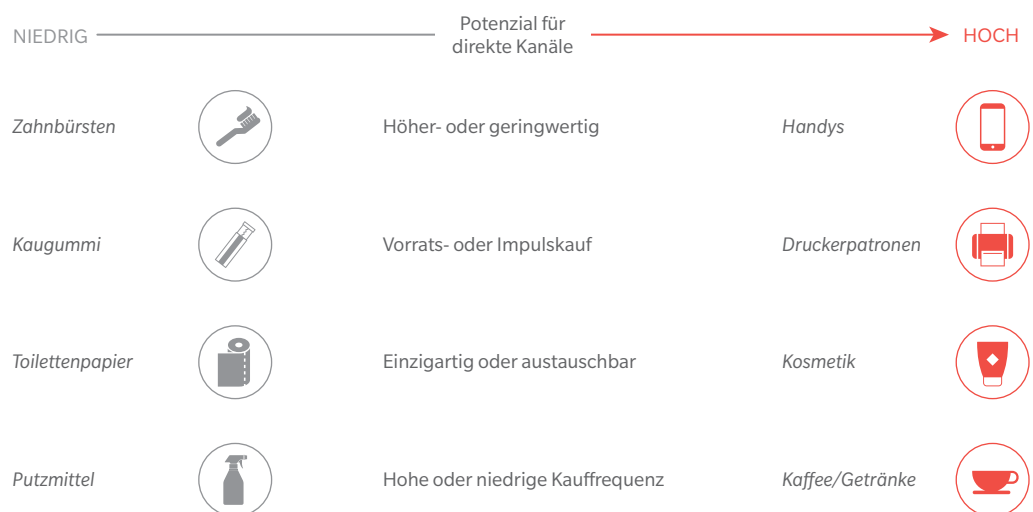 NIEDRIG
Potenzial für
direkte Kanäle
HOCH
Zahnbürsten
Höher- oder geringwertig
Handys
Kaugummi
Vorrats- oder Impulskauf
Druckerpatronen
Toilettenpapier
Einzigartig oder austauschbar
Kosmetik
Putzmittel
Hohe oder niedrige Kauffrequenz
Kaffee/Getränke